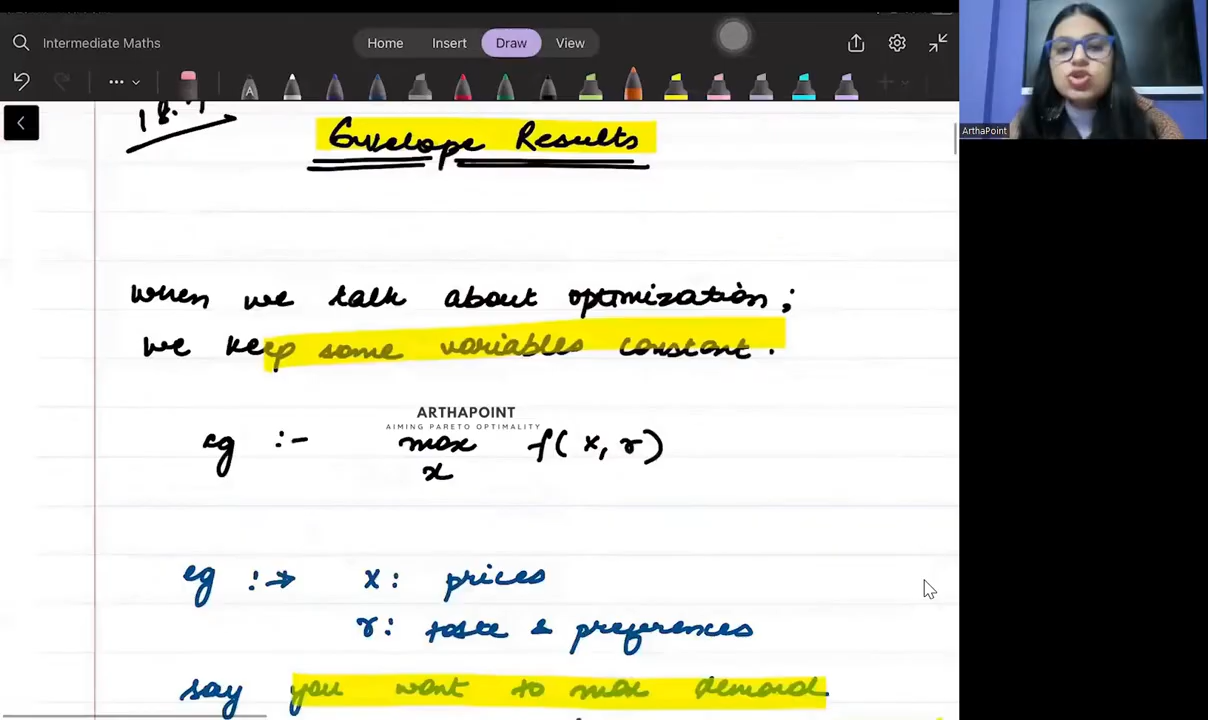 Intermediate Maths
Home Insert Draw View
ArthaPoint
Envelope Results
when we talk about optimization ;
we keep some variables constant.
ARTHAPOINT
AIMING PARETO OPTIMALITY
eg :- max f( x, r)
x
eg :→ x : prices
r : taste & preferences
say you want to max demand